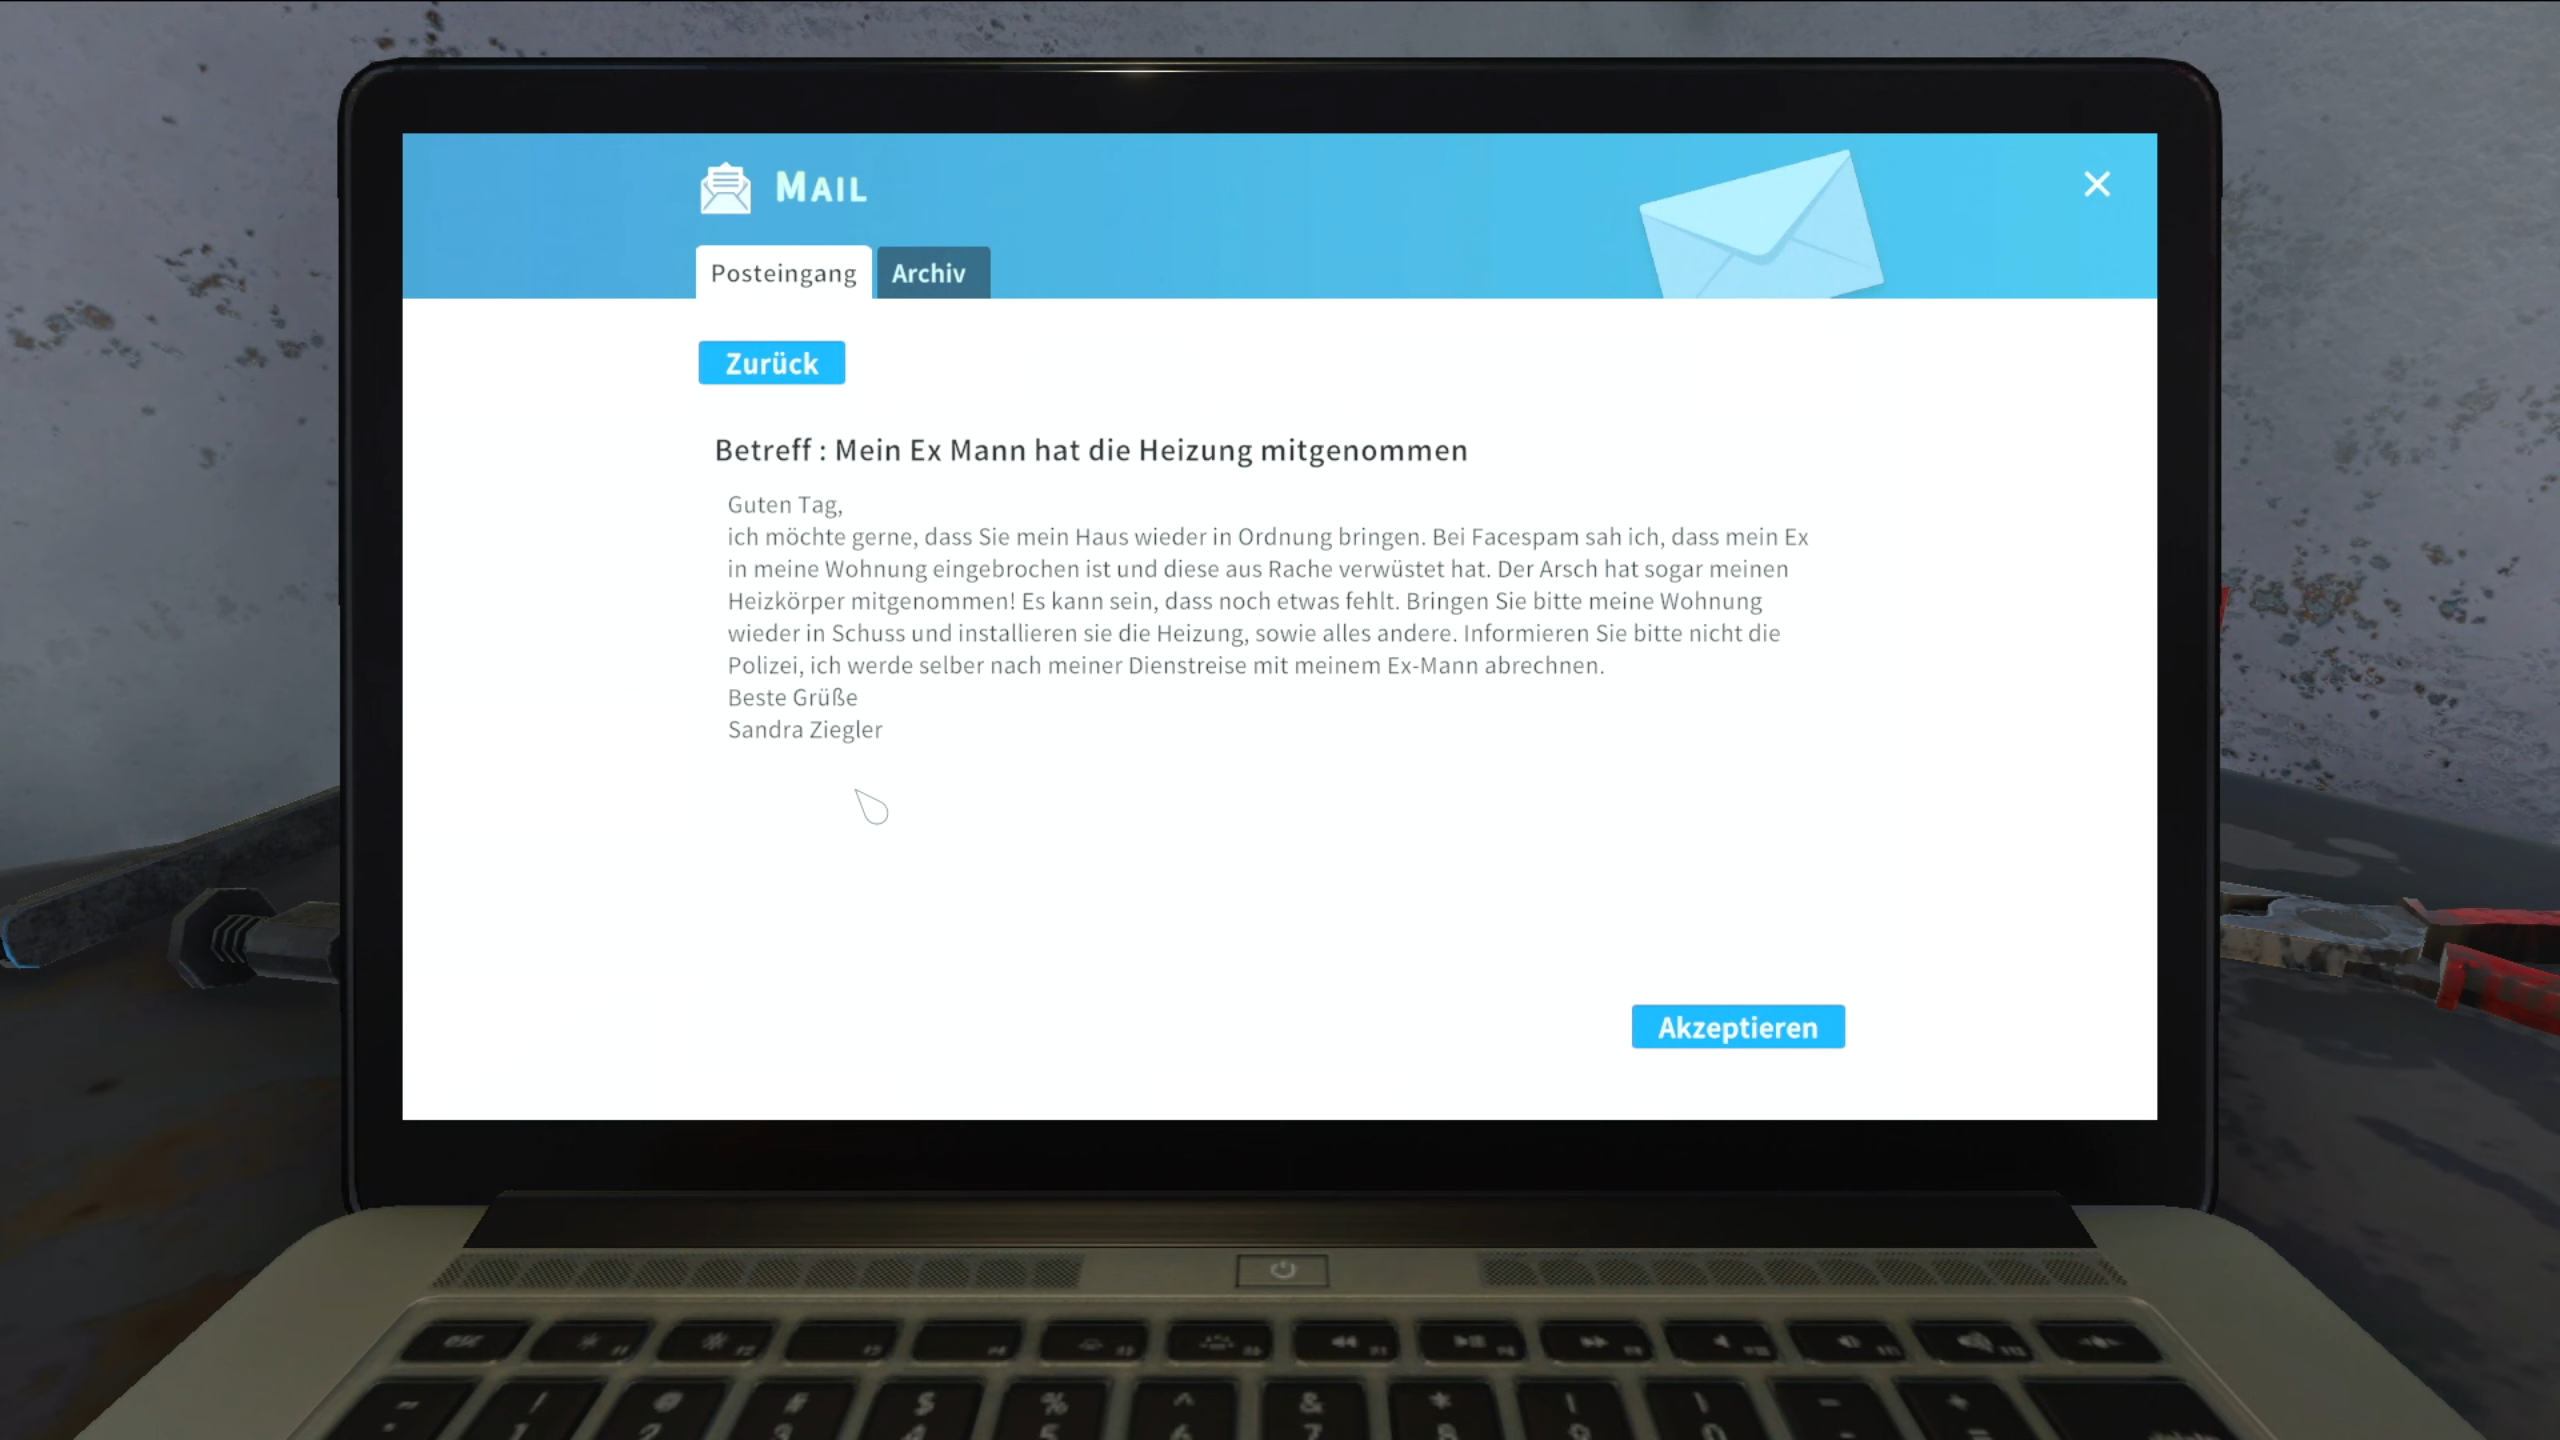 MAIL
Posteingang
Archiv
Zurück
Betreff : Mein Ex Mann hat die Heizung mitgenommen
Guten Tag,
ich möchte gerne, dass Sie mein Haus wieder in Ordnung bringen. Bei Facespam sah ich, dass mein Ex
in meine Wohnung eingebrochen ist und diese aus Rache verwüstet hat. Der Arsch hat sogar meinen
Heizkörper mitgenommen! Es kann sein, dass noch etwas fehlt. Bringen Sie bitte meine Wohnung
wieder in Schuss und installieren sie die Heizung, sowie alles andere. Informieren Sie bitte nicht die
Polizei, ich werde selber nach meiner Dienstreise mit meinem Ex-Mann abrechnen.
Beste Grüße
Sandra Ziegler
Akzeptieren
esc